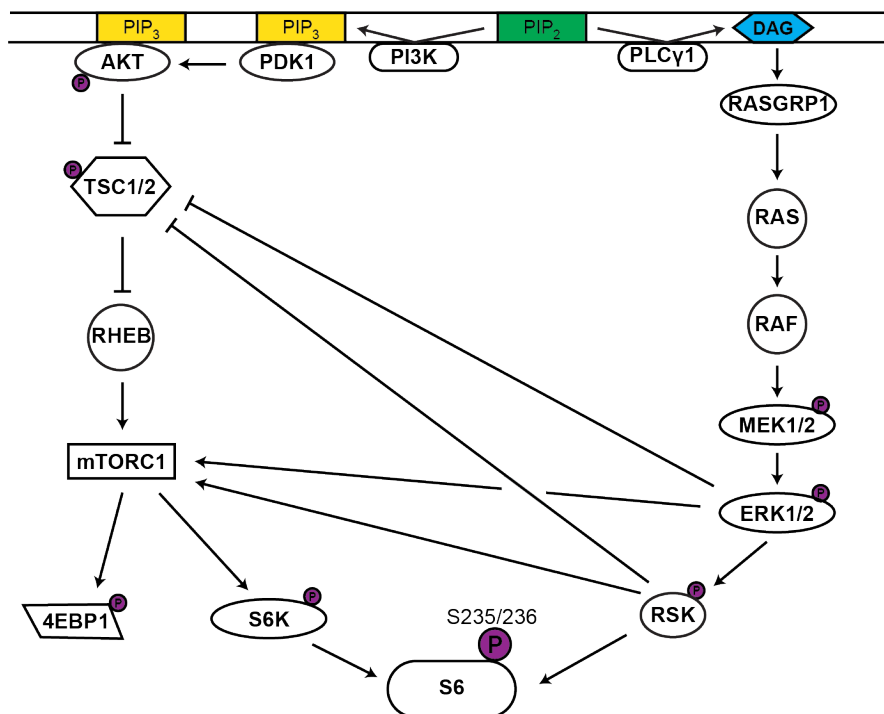 PIP3
PIP3
PIP2
DAG
AKT
PDK1
PI3K
PLCγ1
P
RASGRP1
P
TSC1/2
RAS
RHEB
RAF
P
MEK1/2
mTORC1
P
ERK1/2
P
4EBP1
P
S6K
S235/236
P
P
RSK
S6